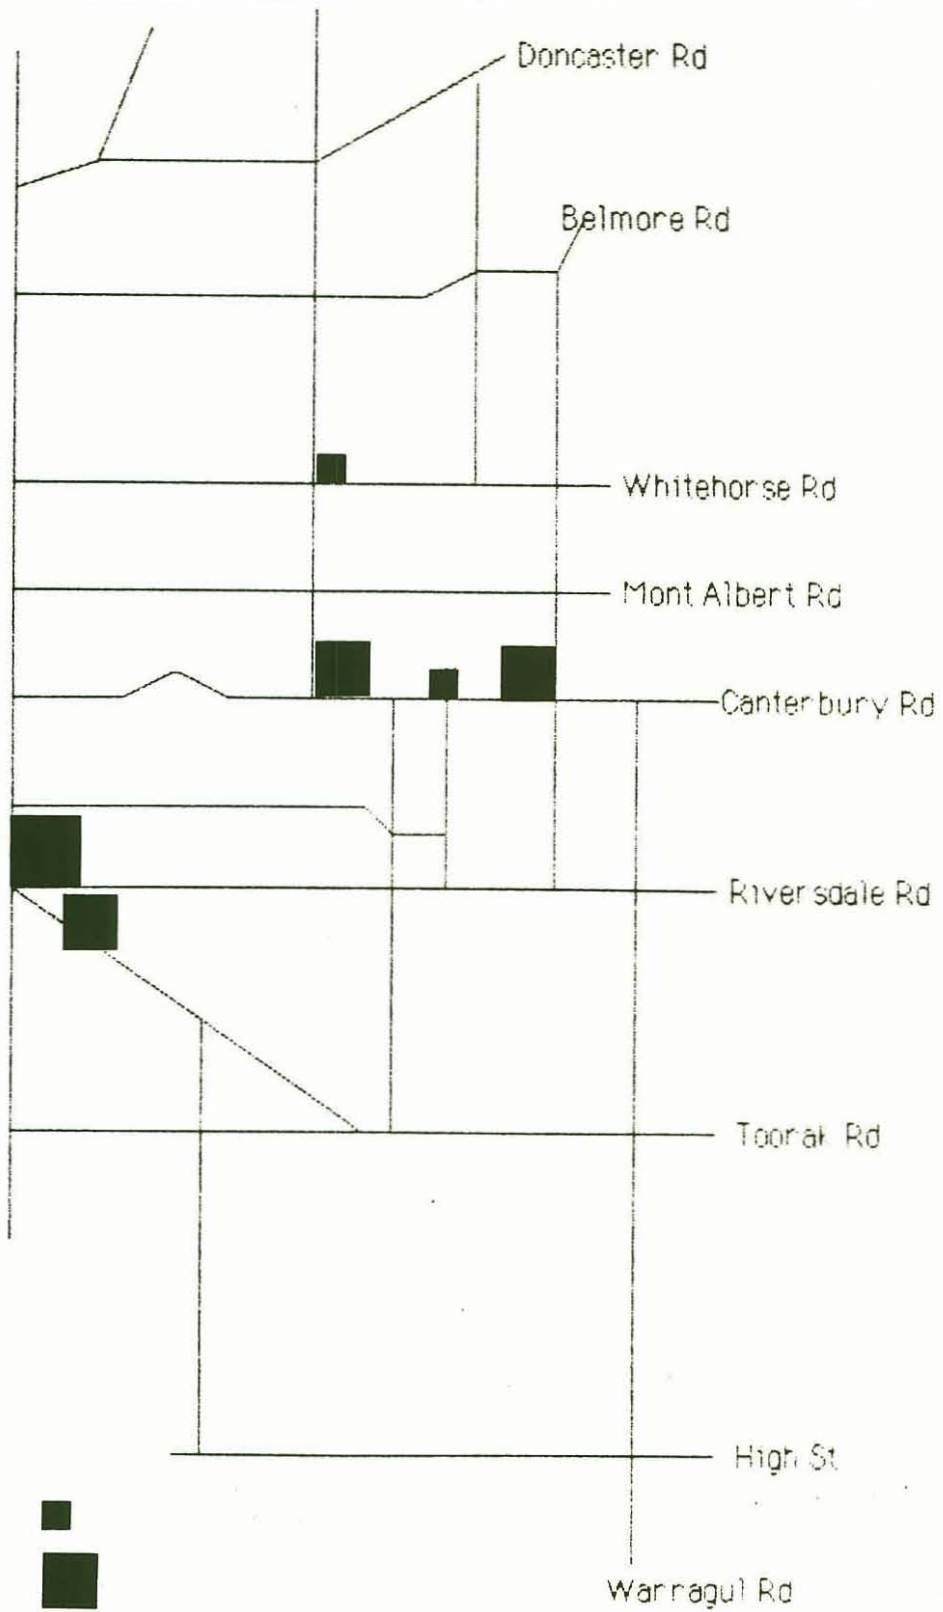 Doncaster Rd
Belmore Rd
Whitehorse Rd
Mont Albert Rd
Canterbury Rd
Riversdale Rd
Toorak Rd
High St
Warragul Rd